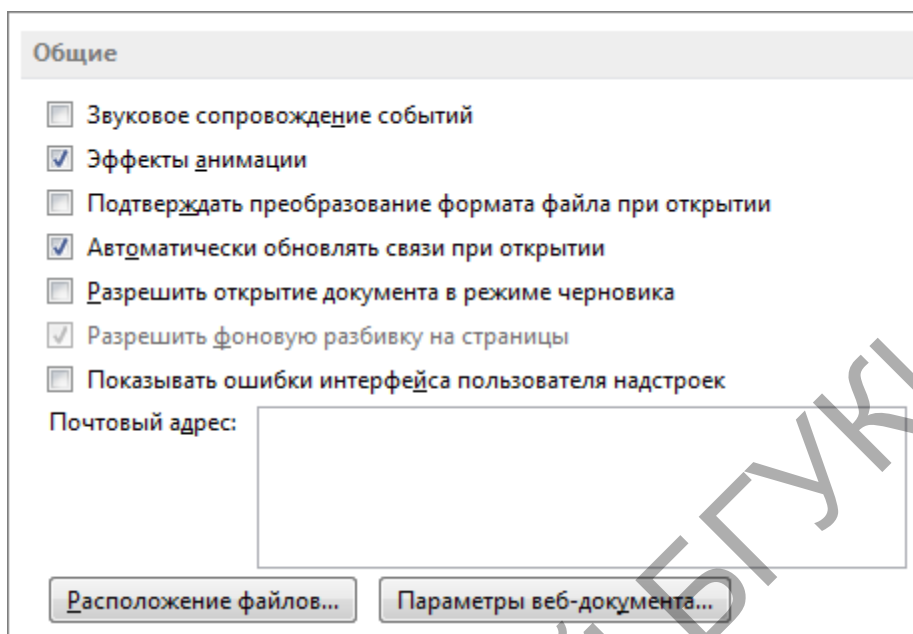 Общие
Звуковое сопровождение событий
Эффекты анимации
Подтверждать преобразование формата файла при открытии
Автоматически обновлять связи при открытии
Разрешить открытие документа в режиме черновика
Разрешить фоновую разбивку на страницы
Показывать ошибки интерфейса пользователя надстроек
Почтовый адрес:
Расположение файлов... Параметры веб-документа...
БГУКИ